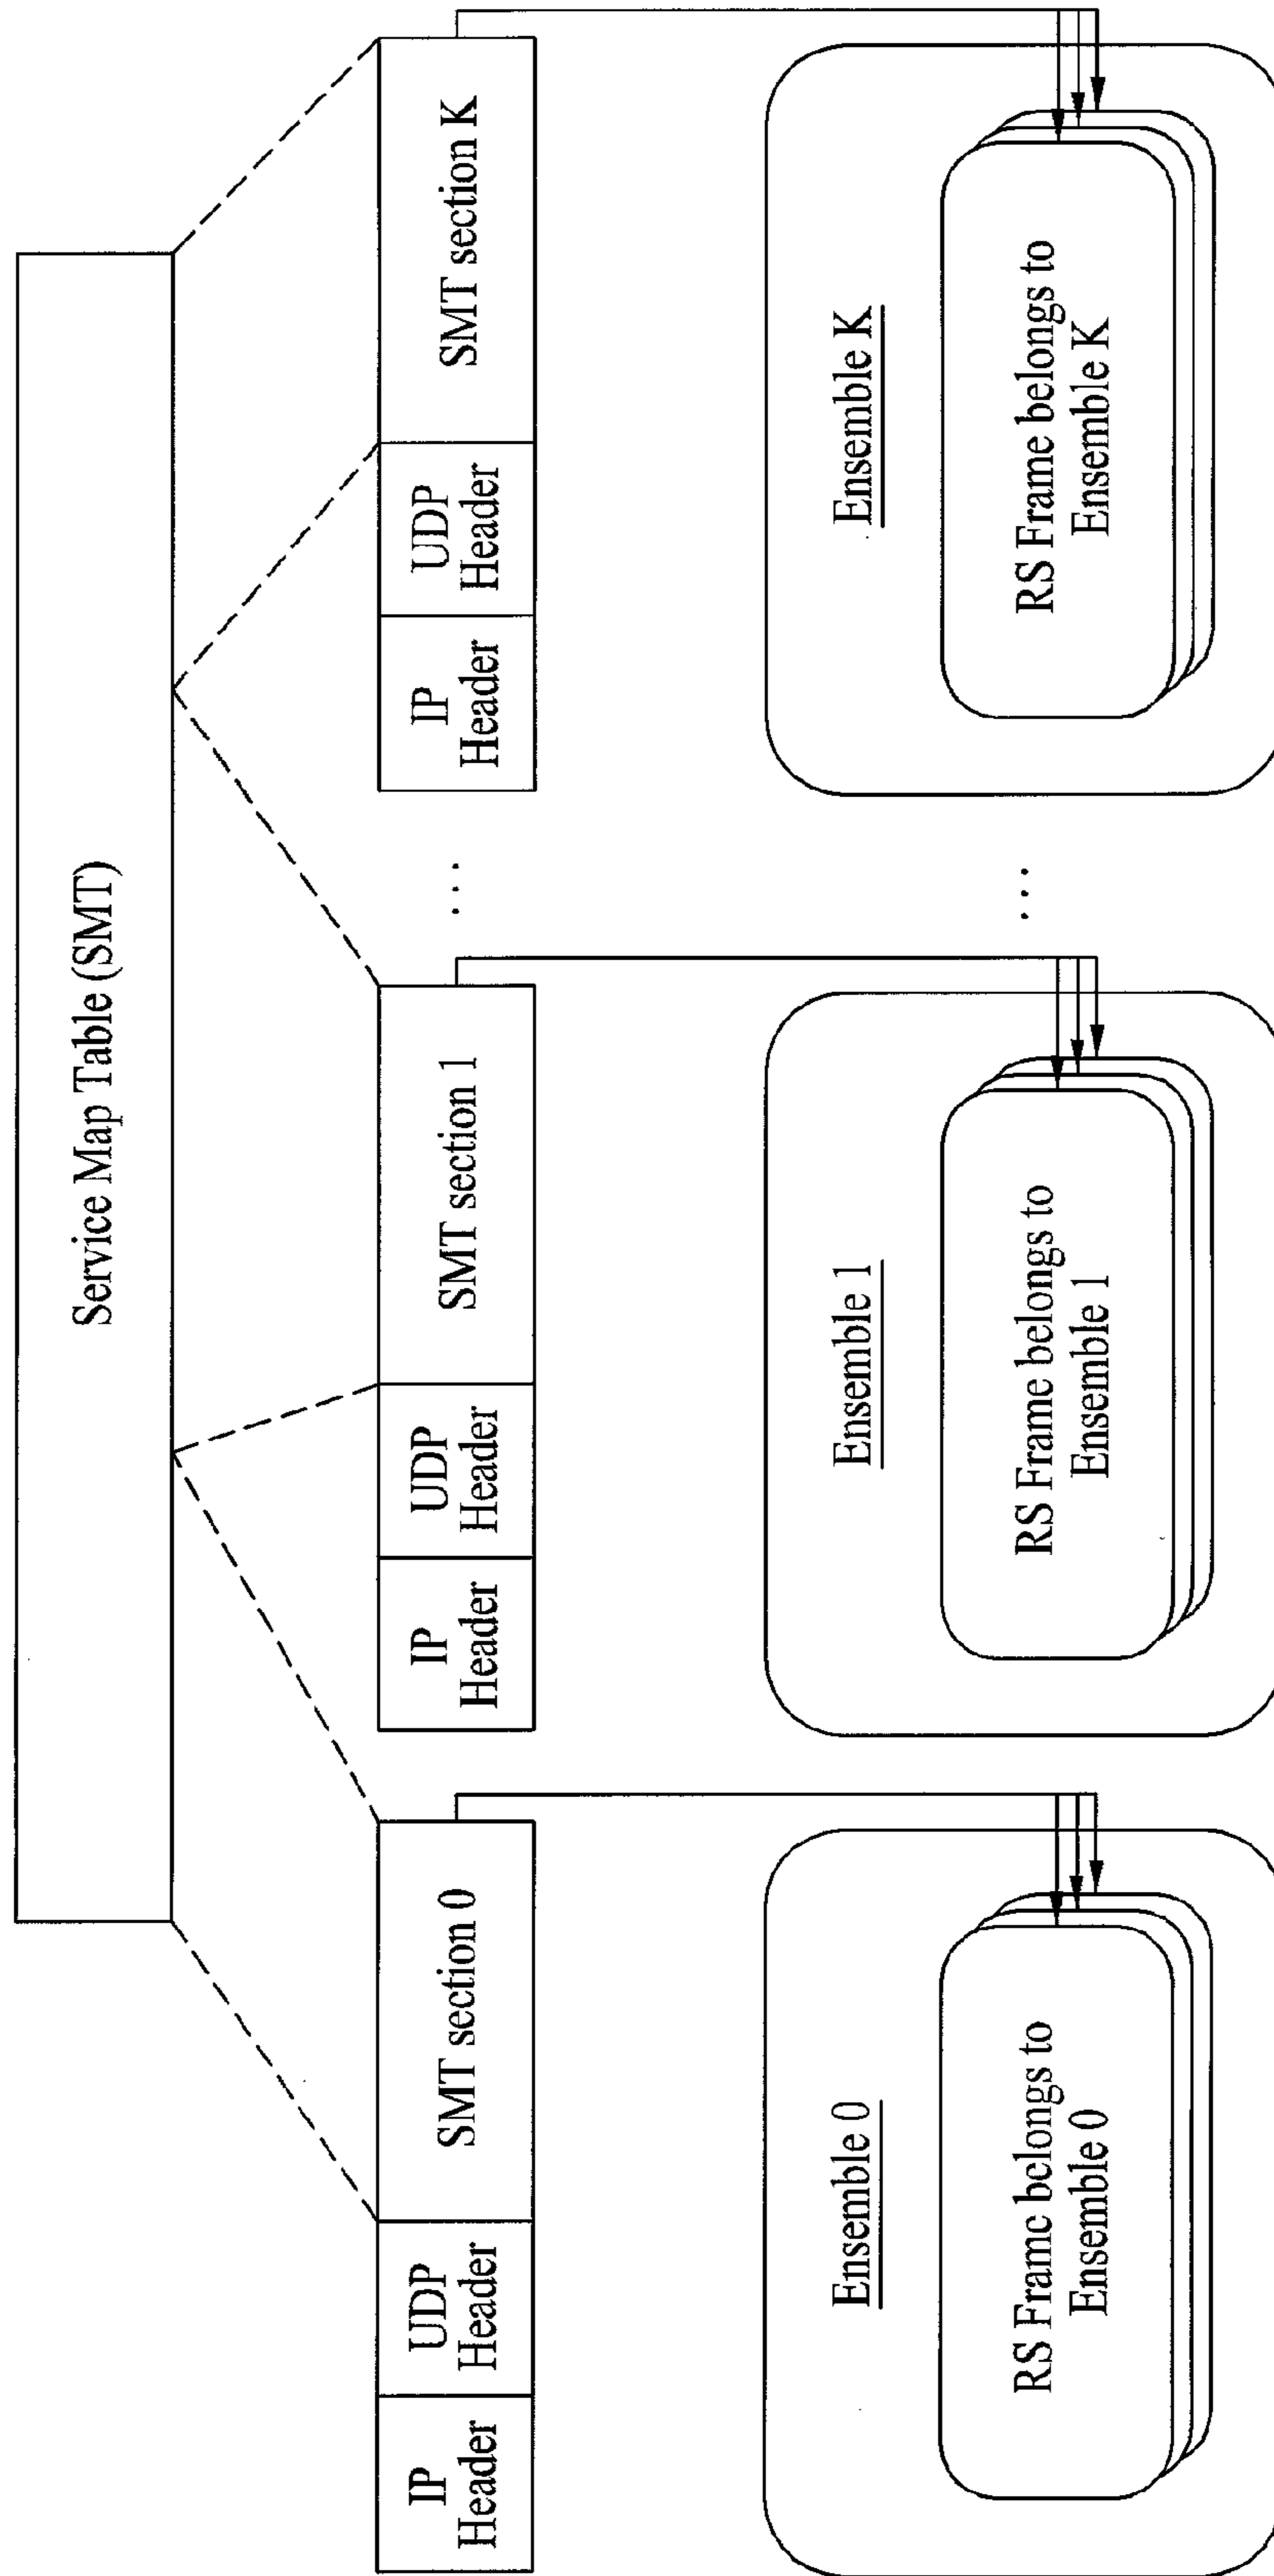 Service Map Table (SMT)
IP
Header
UDP
Header
SMT section 0
IP
Header
UDP
Header
SMT section 1
...
IP
Header
UDP
Header
SMT section K
Ensemble 0
RS Frame belongs to
Ensemble 0
Ensemble 1
RS Frame belongs to
Ensemble 1
...
Ensemble K
RS Frame belongs to
Ensemble K